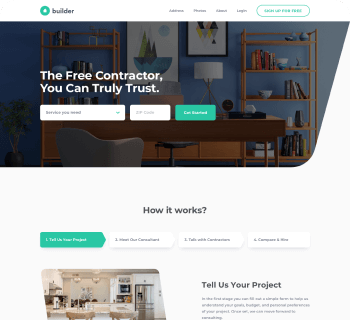 builder
Address Photos About Login SIGN UP FOR FREE
The Free Contractor,
You Can Truly Trust.
Service you need ZIP Code Get Started
How it works?
1. Tell Us Your Project 2. Meet Our Consultant 3. Talk with Contractors 4. Compare & Hire
Tell Us Your Project
In the first stage you can fill out a simple form to help us
understand your goals, budget, and personal preferences
of your project. Once set, we can move forward to
consulting.